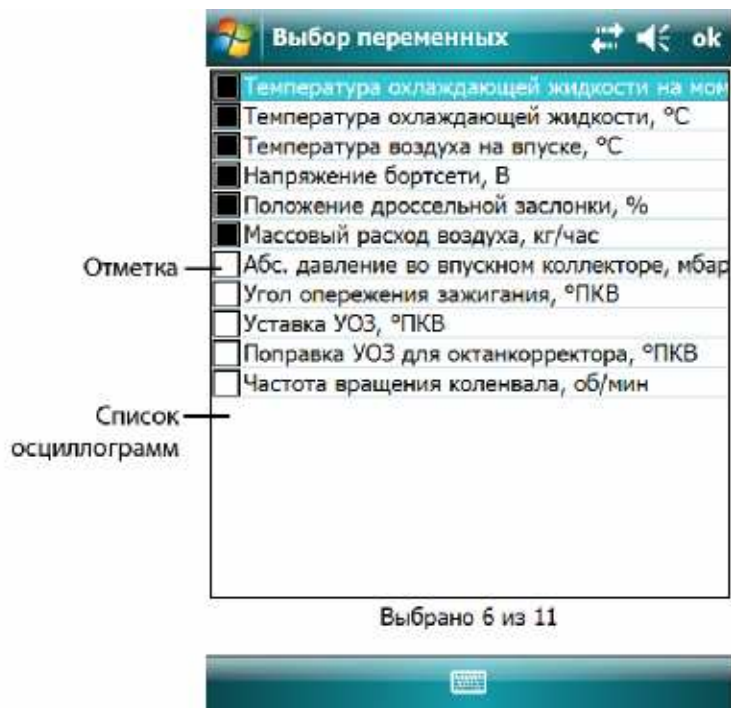 Выбор переменных
ok
Температура охлаждающей жидкости на мом
Температура охлаждающей жидкости, °C
Температура воздуха на впуске, °C
Напряжение бортсети, В
Положение дроссельной заслонки, %
Массовый расход воздуха, кг/час
Отметка
Абс. давление во впускном коллекторе, мбар
Угол опережения зажигания, °ПКВ
Уставка УОЗ, °ПКВ
Поправка УОЗ для октанкорректора, °ПКВ
Частота вращения коленвала, об/мин
Список
осциллограмм
Выбрано 6 из 11